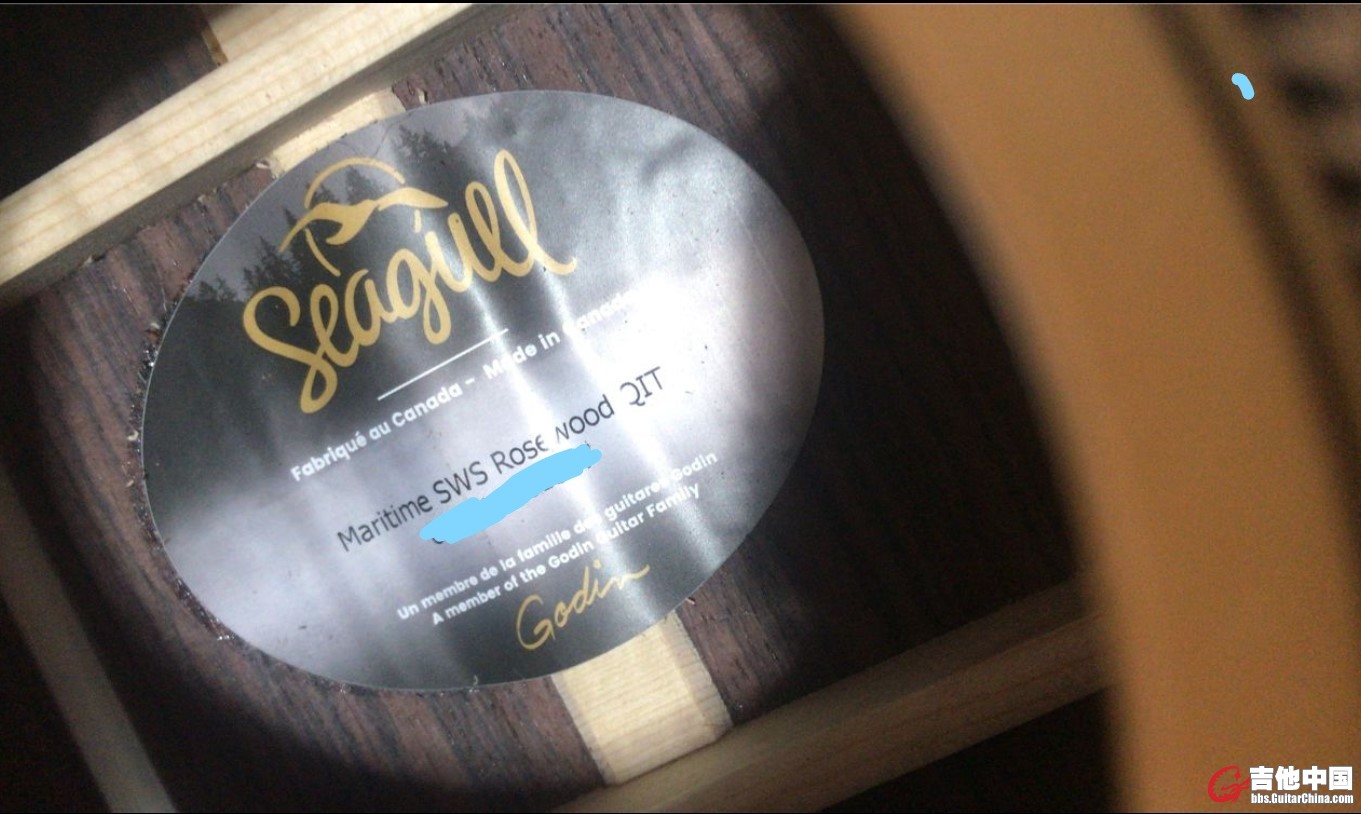 Seagull
Fabriqué au Canada - Made in Canada
Maritime SWS Rosewood QIT
Un membre de la famille des guitares Godin
A member of the Godin Guitar Family
Godin
吉他中国
bbs.GuitarChina.com